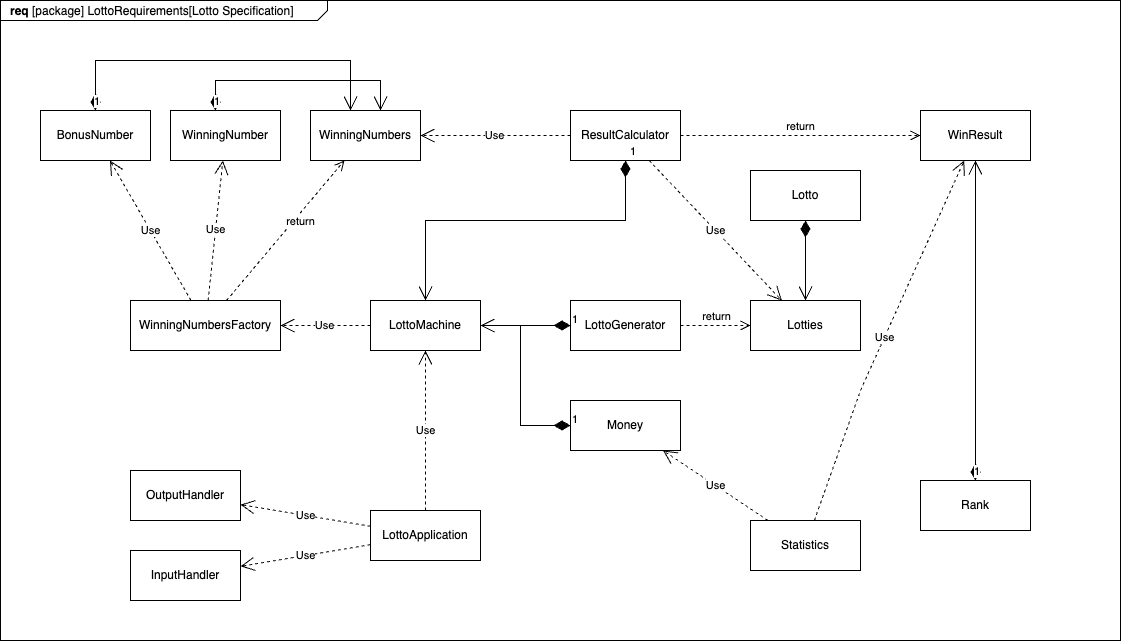 req [package] LottoRequirements[Lotto Specification]
1
1
BonusNumber
WinningNumber
WinningNumbers
Use
ResultCalculator
1
return
WinResult
Lotto
Use
Use
return
Use
WinningNumbersFactory
Use
LottoMachine
1
LottoGenerator
return
Lotties
Use
Use
1
Money
Use
1
Rank
OutputHandler
Use
LottoApplication
Use
InputHandler
Statistics